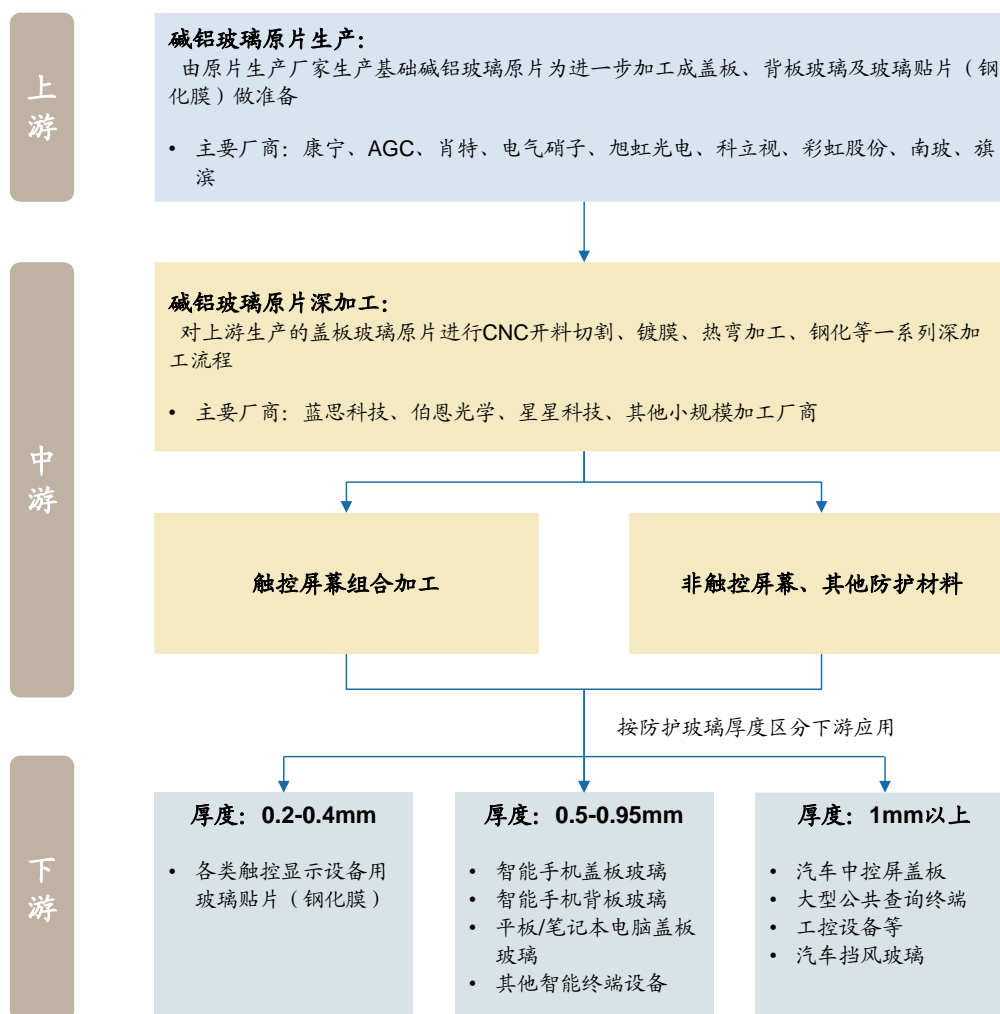 上游
碱铝玻璃原片生产：
由原片生产厂家生产基础碱铝玻璃原片为进一步加工成盖板、背板玻璃及玻璃贴片（钢
化膜）做准备
• 主要厂商：康宁、AGC、肖特、电气硝子、旭虹光电、科立视、彩虹股份、南玻、旗
滨
中游
碱铝玻璃原片深加工：
对上游生产的盖板玻璃原片进行CNC开料切割、镀膜、热弯加工、钢化等一系列深加
工流程
• 主要厂商：蓝思科技、伯恩光学、星星科技、其他小规模加工厂商
触控屏幕组合加工
非触控屏幕、其他防护材料
按防护玻璃厚度区分下游应用
下游
厚度：0.2-0.4mm
• 各类触控显示设备用
玻璃贴片（钢化膜）
厚度：0.5-0.95mm
• 智能手机盖板玻璃
• 智能手机背板玻璃
• 平板/笔记本电脑盖板
玻璃
• 其他智能终端设备
厚度：1mm以上
• 汽车中控屏盖板
• 大型公共查询终端
• 工控设备等
• 汽车挡风玻璃